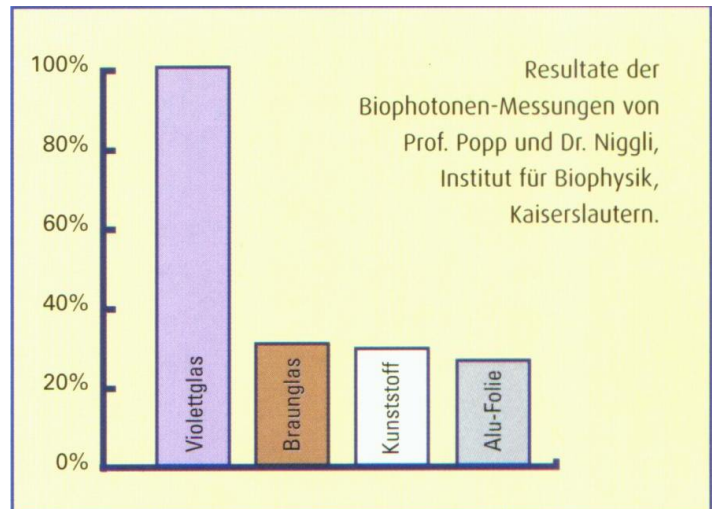 100%
80%
60%
40%
20%
0%
Resultate der
Biophotonen-Messungen von
Prof. Popp und Dr. Niggli,
Institut für Biophysik,
Kaiserslautern.
Violettglas
Braunglas
Kunststoff
Alu-Folie